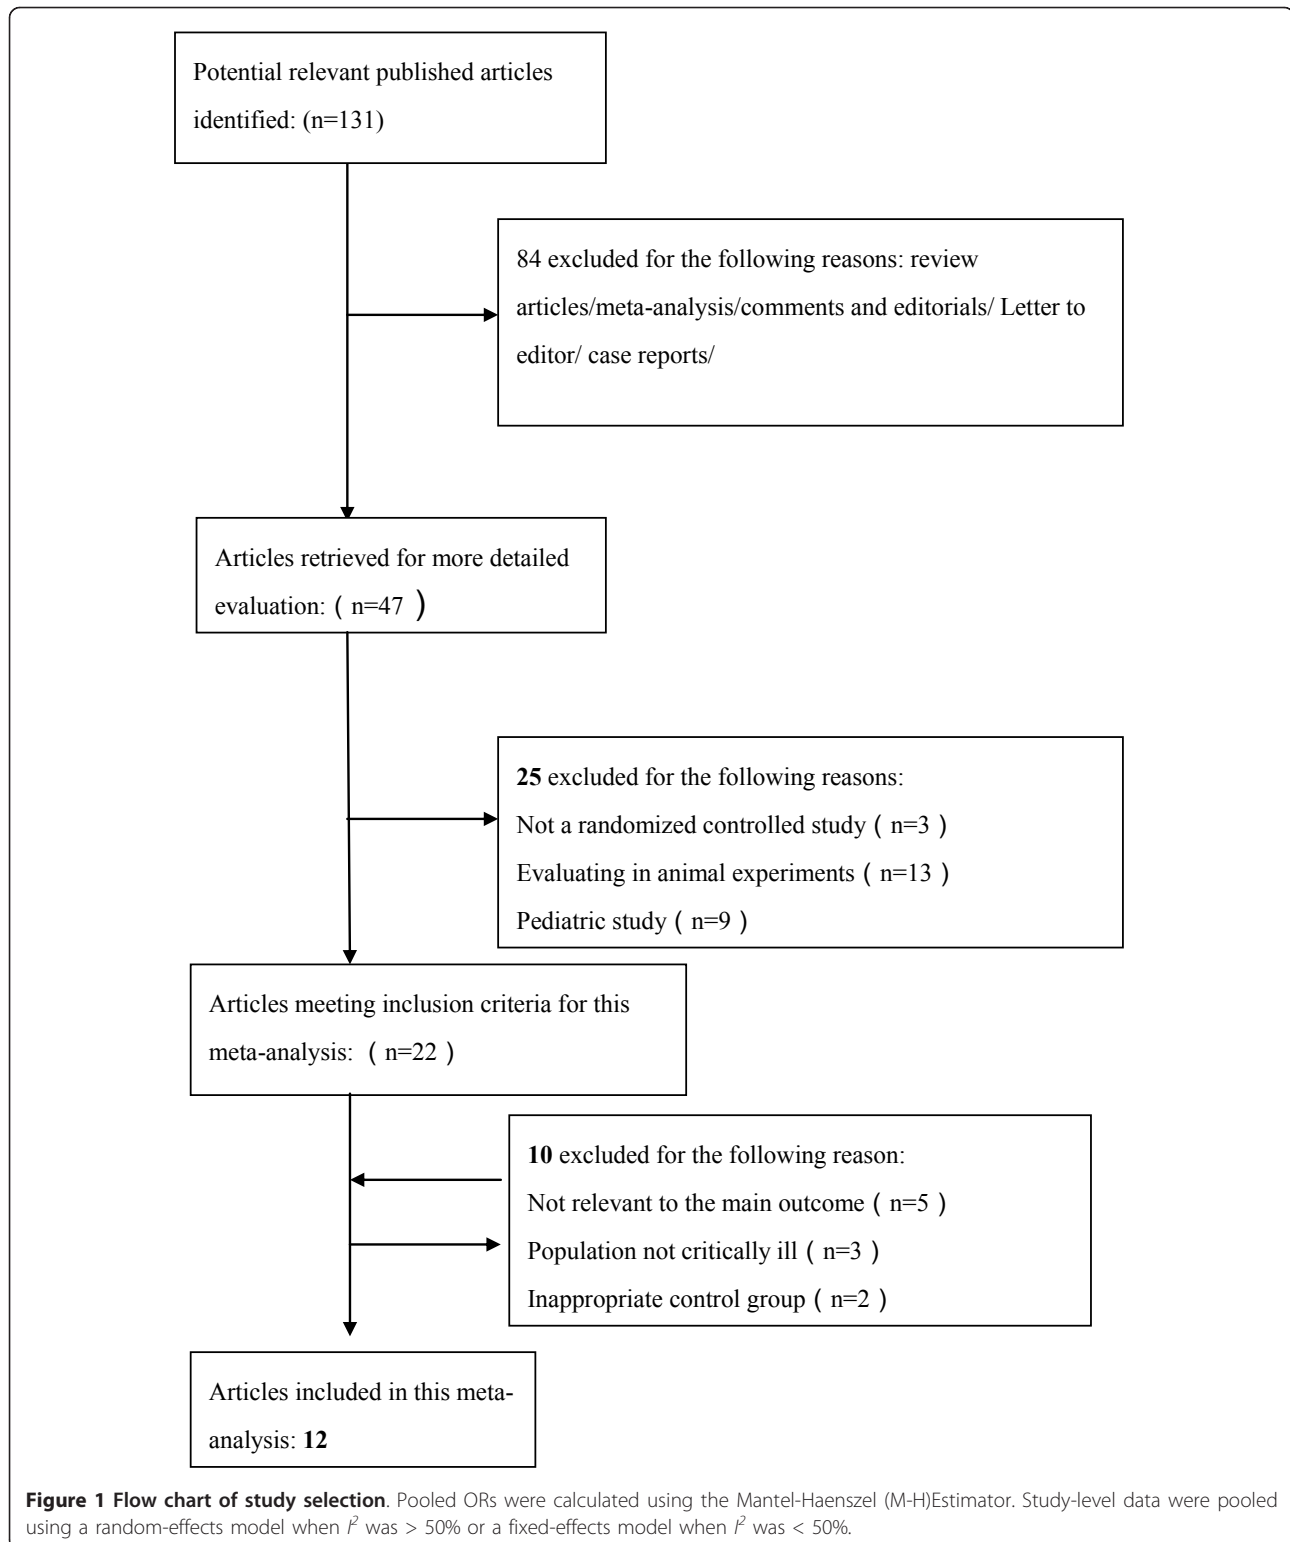 Potential relevant published articles
identified: (n=131)
84 excluded for the following reasons: review
articles/meta-analysis/comments and editorials/ Letter to
editor/ case reports/
Articles retrieved for more detailed
evaluation: ( n=47 )
25 excluded for the following reasons:
Not a randomized controlled study ( n=3 )
Evaluating in animal experiments ( n=13 )
Pediatric study ( n=9 )
Articles meeting inclusion criteria for this
meta-analysis: ( n=22 )
10 excluded for the following reason:
Not relevant to the main outcome ( n=5 )
Population not critically ill ( n=3 )
Inappropriate control group ( n=2 )
Articles included in this meta-
analysis: 12
Figure 1 Flow chart of study selection. Pooled ORs were calculated using the Mantel-Haenszel (M-H)Estimator. Study-level data were pooled
using a random-effects model when I² was > 50% or a fixed-effects model when I² was < 50%.